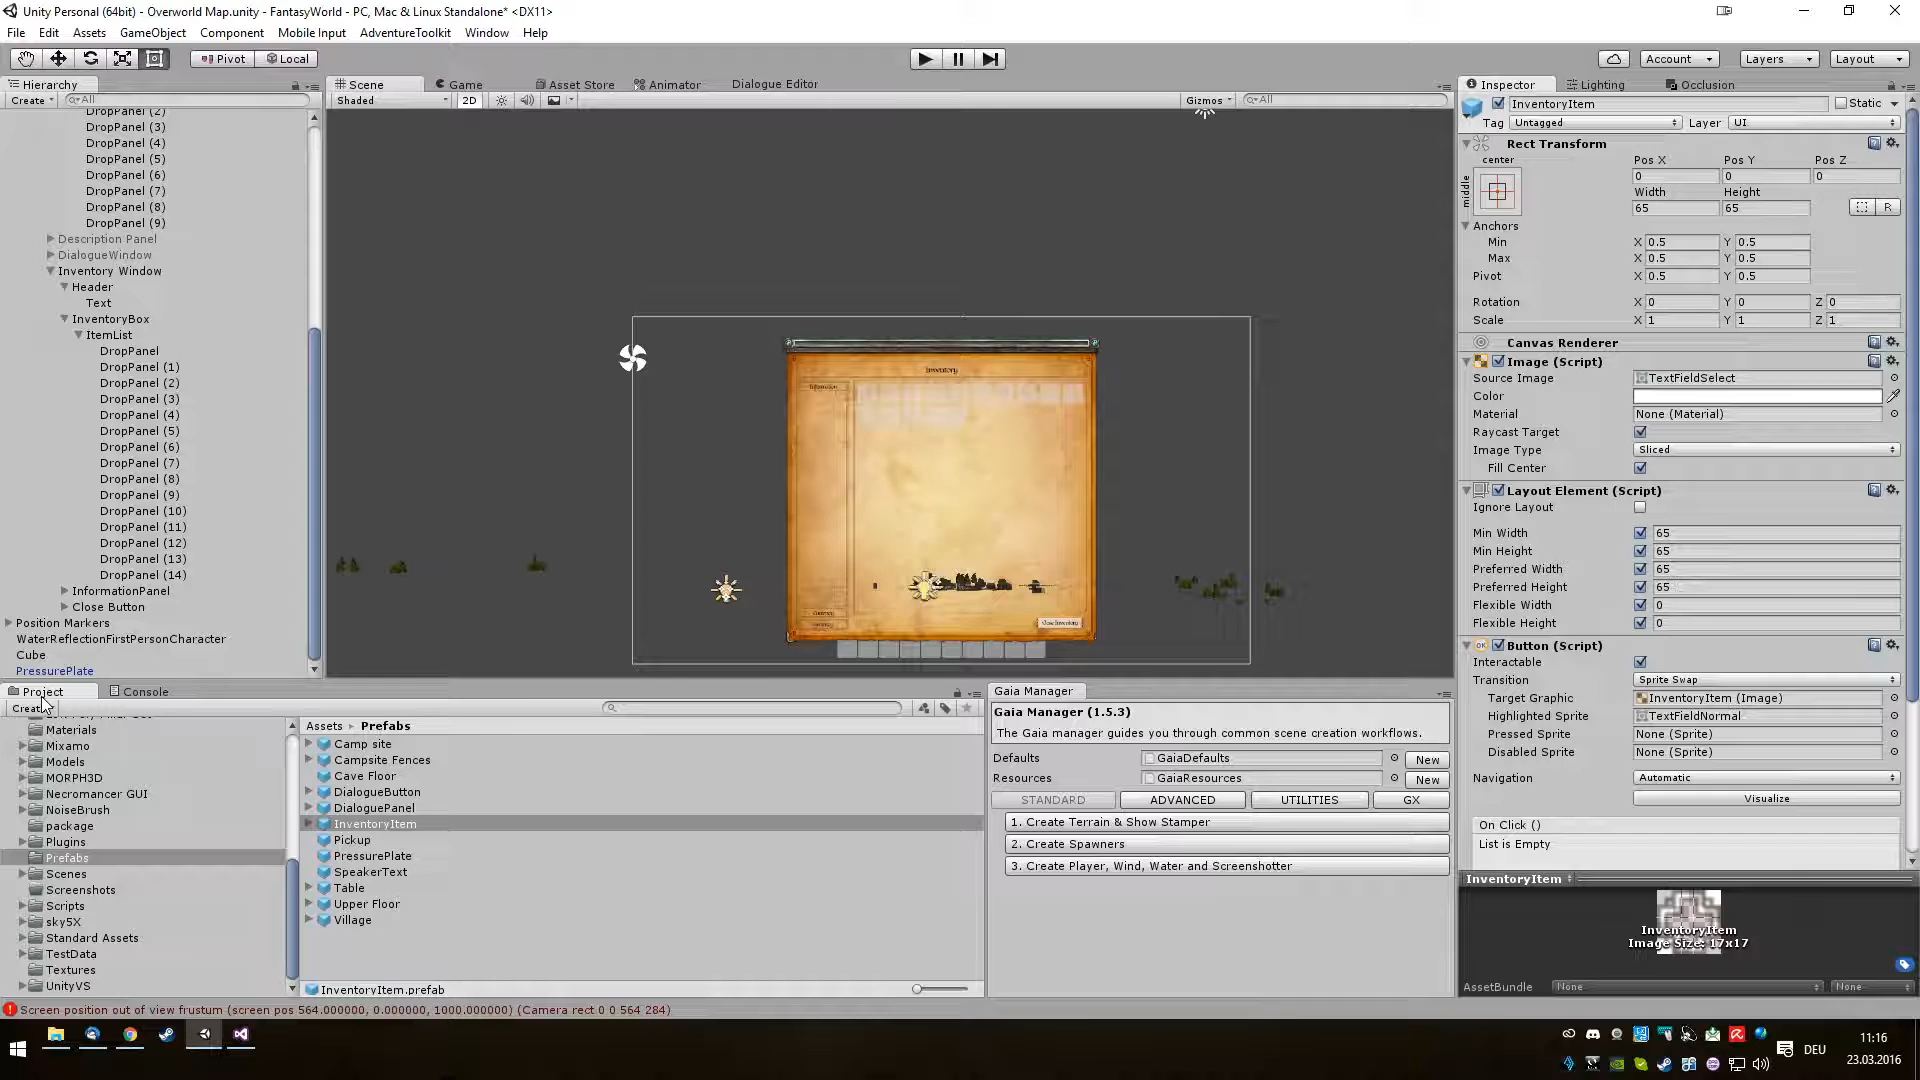 Unity Personal (64bit) - Overworld Map.unity - FantasyWorld - PC, Mac & Linux Standalone* <DX11>
File Edit Assets GameObject Component Mobile Input AdventureToolkit Window Help
Pivot Local Account Layers Layout
Hierarchy Scene Game Asset Store Animator Dialogue Editor Inspector Lighting Occlusion
Create All Shaded 2D Gizmos All InventoryItem Static
Tag Untagged Layer UI
DropPanel (2)
DropPanel (3)
DropPanel (4)
DropPanel (5)
DropPanel (6)
DropPanel (7)
DropPanel (8)
DropPanel (9)
Description Panel
DialogueWindow
Inventory Window
Header
Text
InventoryBox
ItemList
DropPanel
DropPanel (1)
DropPanel (2)
DropPanel (3)
DropPanel (4)
DropPanel (5)
DropPanel (6)
DropPanel (7)
DropPanel (8)
DropPanel (9)
DropPanel (10)
DropPanel (11)
DropPanel (12)
DropPanel (13)
DropPanel (14)
InformationPanel
Close Button
Position Markers
WaterReflectionFirstPersonCharacter
Cube
PressurePlate
Inventory
Information
Close Inventory
Rect Transform
center Pos X Pos Y Pos Z
middle 0 0 0
Width Height
65 65 R
Anchors
Min X 0.5 Y 0.5
Max X 0.5 Y 0.5
Pivot X 0.5 Y 0.5
Rotation X 0 Y 0 Z 0
Scale X 1 Y 1 Z 1
Canvas Renderer
Image (Script)
Source Image TextFieldSelect
Color
Material None (Material)
Raycast Target
Image Type Sliced
Fill Center
Layout Element (Script)
Ignore Layout
Min Width 65
Min Height 65
Preferred Width 65
Preferred Height 65
Flexible Width 0
Flexible Height 0
Button (Script)
Interactable
Transition Sprite Swap
Target Graphic InventoryItem (Image)
Highlighted Sprite TextFieldNormal
Pressed Sprite None (Sprite)
Disabled Sprite None (Sprite)
Navigation Automatic
Visualize
On Click ()
List is Empty
InventoryItem
InventoryItem
Image Size: 17x17
AssetBundle None None
Project Console
Create
Materials
Mixamo
Models
MORPH3D
Necromancer GUI
NoiseBrush
package
Plugins
Prefabs
Scenes
Screenshots
Scripts
sky5X
Standard Assets
TestData
Textures
UnityVS
Assets Prefabs
Camp site
Campsite Fences
Cave Floor
DialogueButton
DialoguePanel
InventoryItem
Pickup
PressurePlate
SpeakerText
Table
Upper Floor
Village
InventoryItem.prefab
Gaia Manager
Gaia Manager (1.5.3)
The Gaia manager guides you through common scene creation workflows.
Defaults GaiaDefaults New
Resources GaiaResources New
STANDARD ADVANCED UTILITIES GX
1. Create Terrain & Show Stamper
2. Create Spawners
3. Create Player, Wind, Water and Screenshotter
Screen position out of view frustum (screen pos 564.000000, 0.000000, 1000.000000) (Camera rect 0 0 564 284)
DEU
11:16
23.03.2016